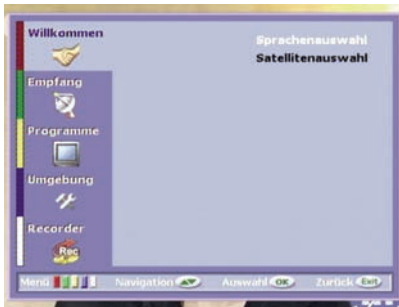 Willkommen
Sprachenauswahl
Satellitenauswahl
Empfang
Programme
Umgebung
Recorder
Rec
Menü Navigation Auswahl OK Zurück Exit